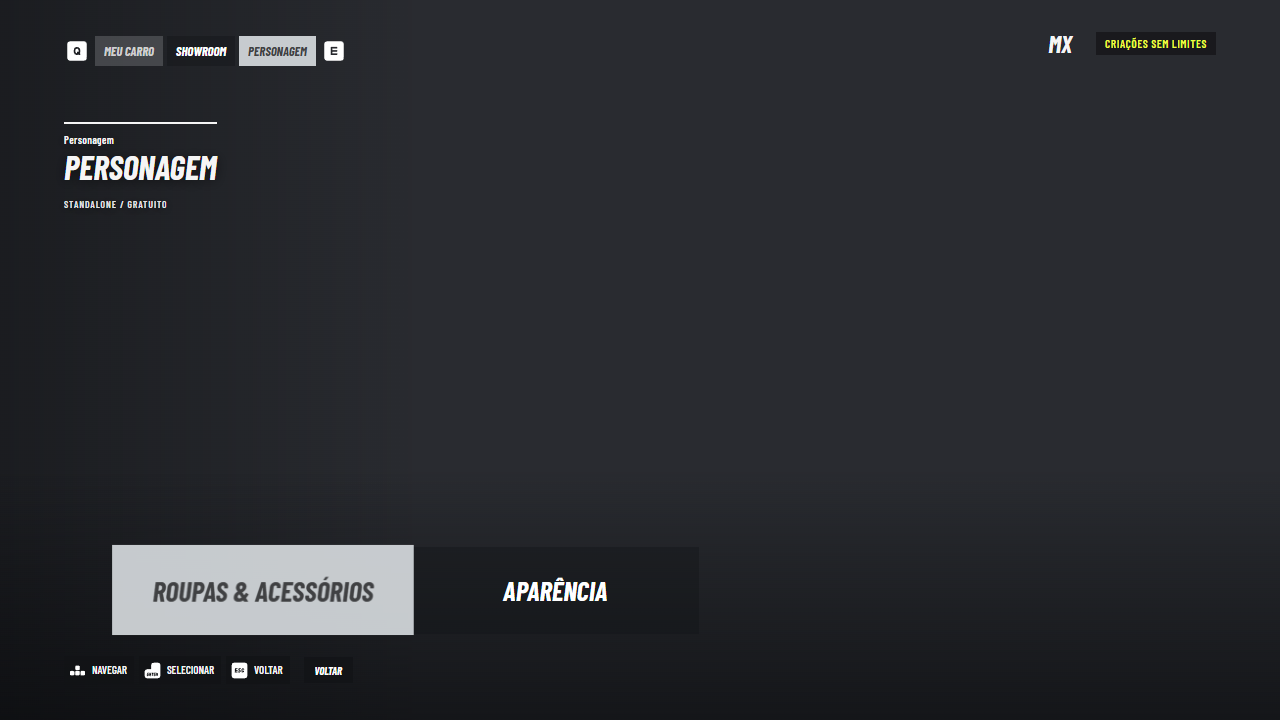 Q MEU CARRO SHOWROOM PERSONAGEM E
MX CRIAÇÕES SEM LIMITES
Personagem
PERSONAGEM
STANDALONE / GRATUITO
ROUPAS & ACESSÓRIOS APARÊNCIA
NAVEGAR ENTER SELECIONAR ESC VOLTAR VOLTAR